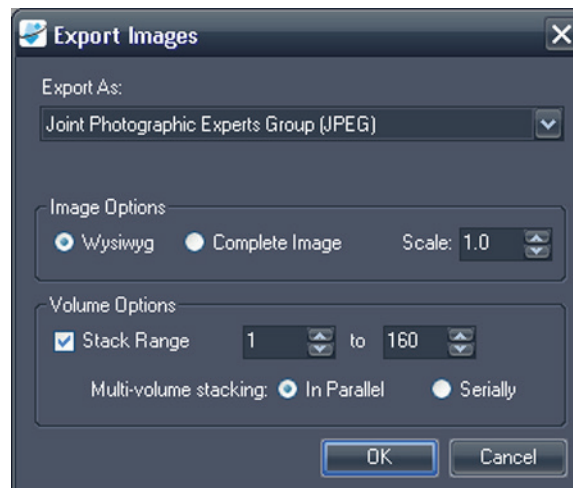 Export Images
Export As:
Joint Photographic Experts Group (JPEG)
Image Options
Wysiwyg Complete Image Scale: 1.0
Volume Options
Stack Range 1 to 160
Multi-volume stacking: In Parallel Serially
OK Cancel